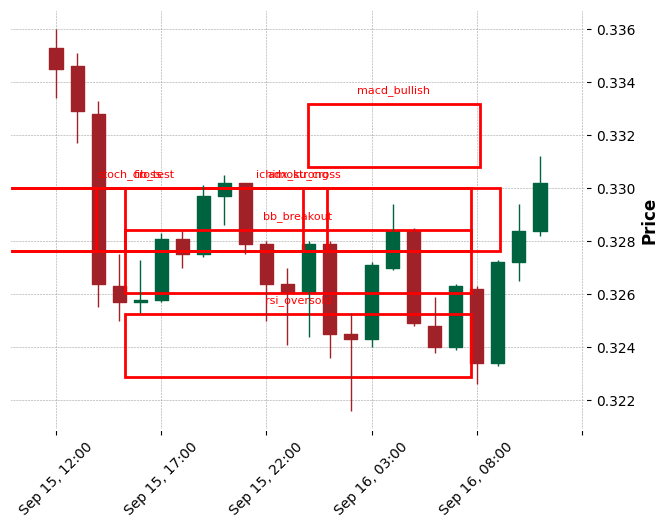 0.336
macd_bullish
0.334
0.332
fib_test
0.330
bb_breakout
0.328
0.326
rsi_oversold
0.324
0.322
Price
Sep 15, 12:00
Sep 15, 17:00
Sep 15, 22:00
Sep 16, 03:00
Sep 16, 08:00